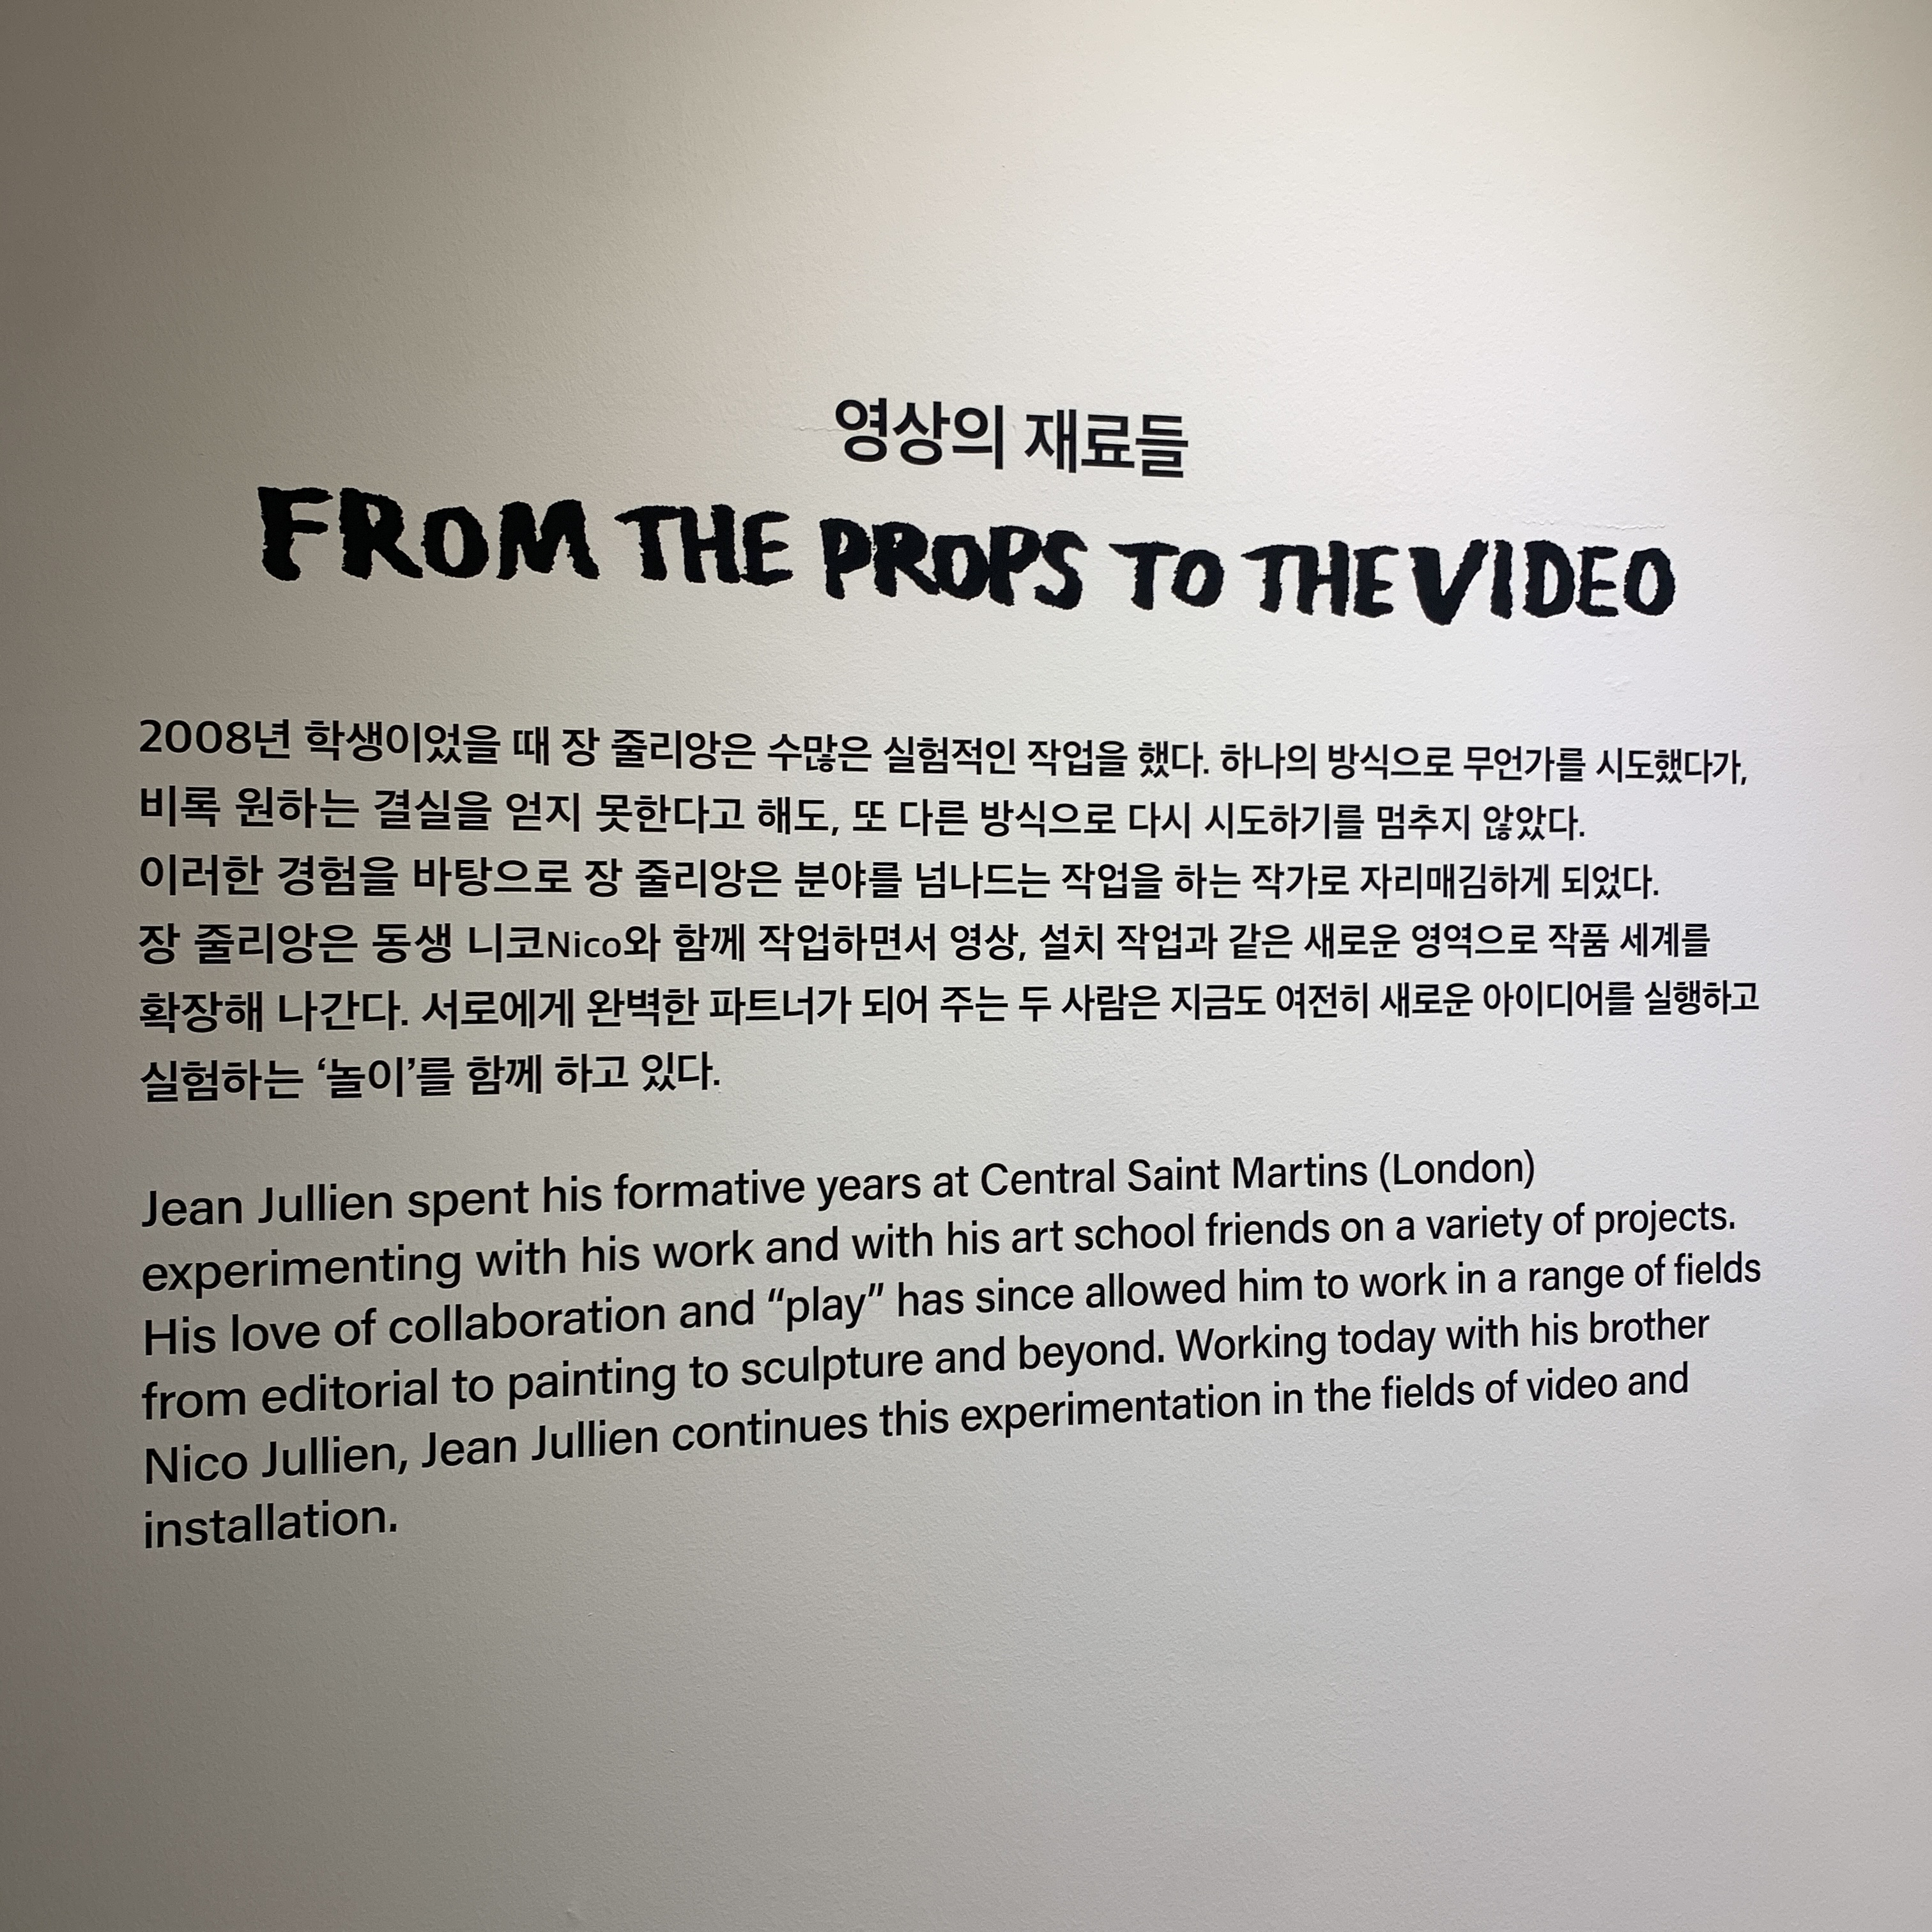 영상의 재료들
FROM THE PROPS TO THE VIDEO
2008년 학생이었을 때 장 줄리앙은 수많은 실험적인 작업을 했다. 하나의 방식으로 무언가를 시도했다가,
비록 원하는 결실을 얻지 못한다고 해도, 또 다른 방식으로 다시 시도하기를 멈추지 않았다.
이러한 경험을 바탕으로 장 줄리앙은 분야를 넘나드는 작업을 하는 작가로 자리매김하게 되었다.
장 줄리앙은 동생 니코Nico와 함께 작업하면서 영상, 설치 작업과 같은 새로운 영역으로 작품 세계를
확장해 나간다. 서로에게 완벽한 파트너가 되어 주는 두 사람은 지금도 여전히 새로운 아이디어를 실행하고
실험하는 ‘놀이’를 함께 하고 있다.
Jean Jullien spent his formative years at Central Saint Martins (London)
experimenting with his work and with his art school friends on a variety of projects.
His love of collaboration and “play” has since allowed him to work in a range of fields
from editorial to painting to sculpture and beyond. Working today with his brother
Nico Jullien, Jean Jullien continues this experimentation in the fields of video and
installation.